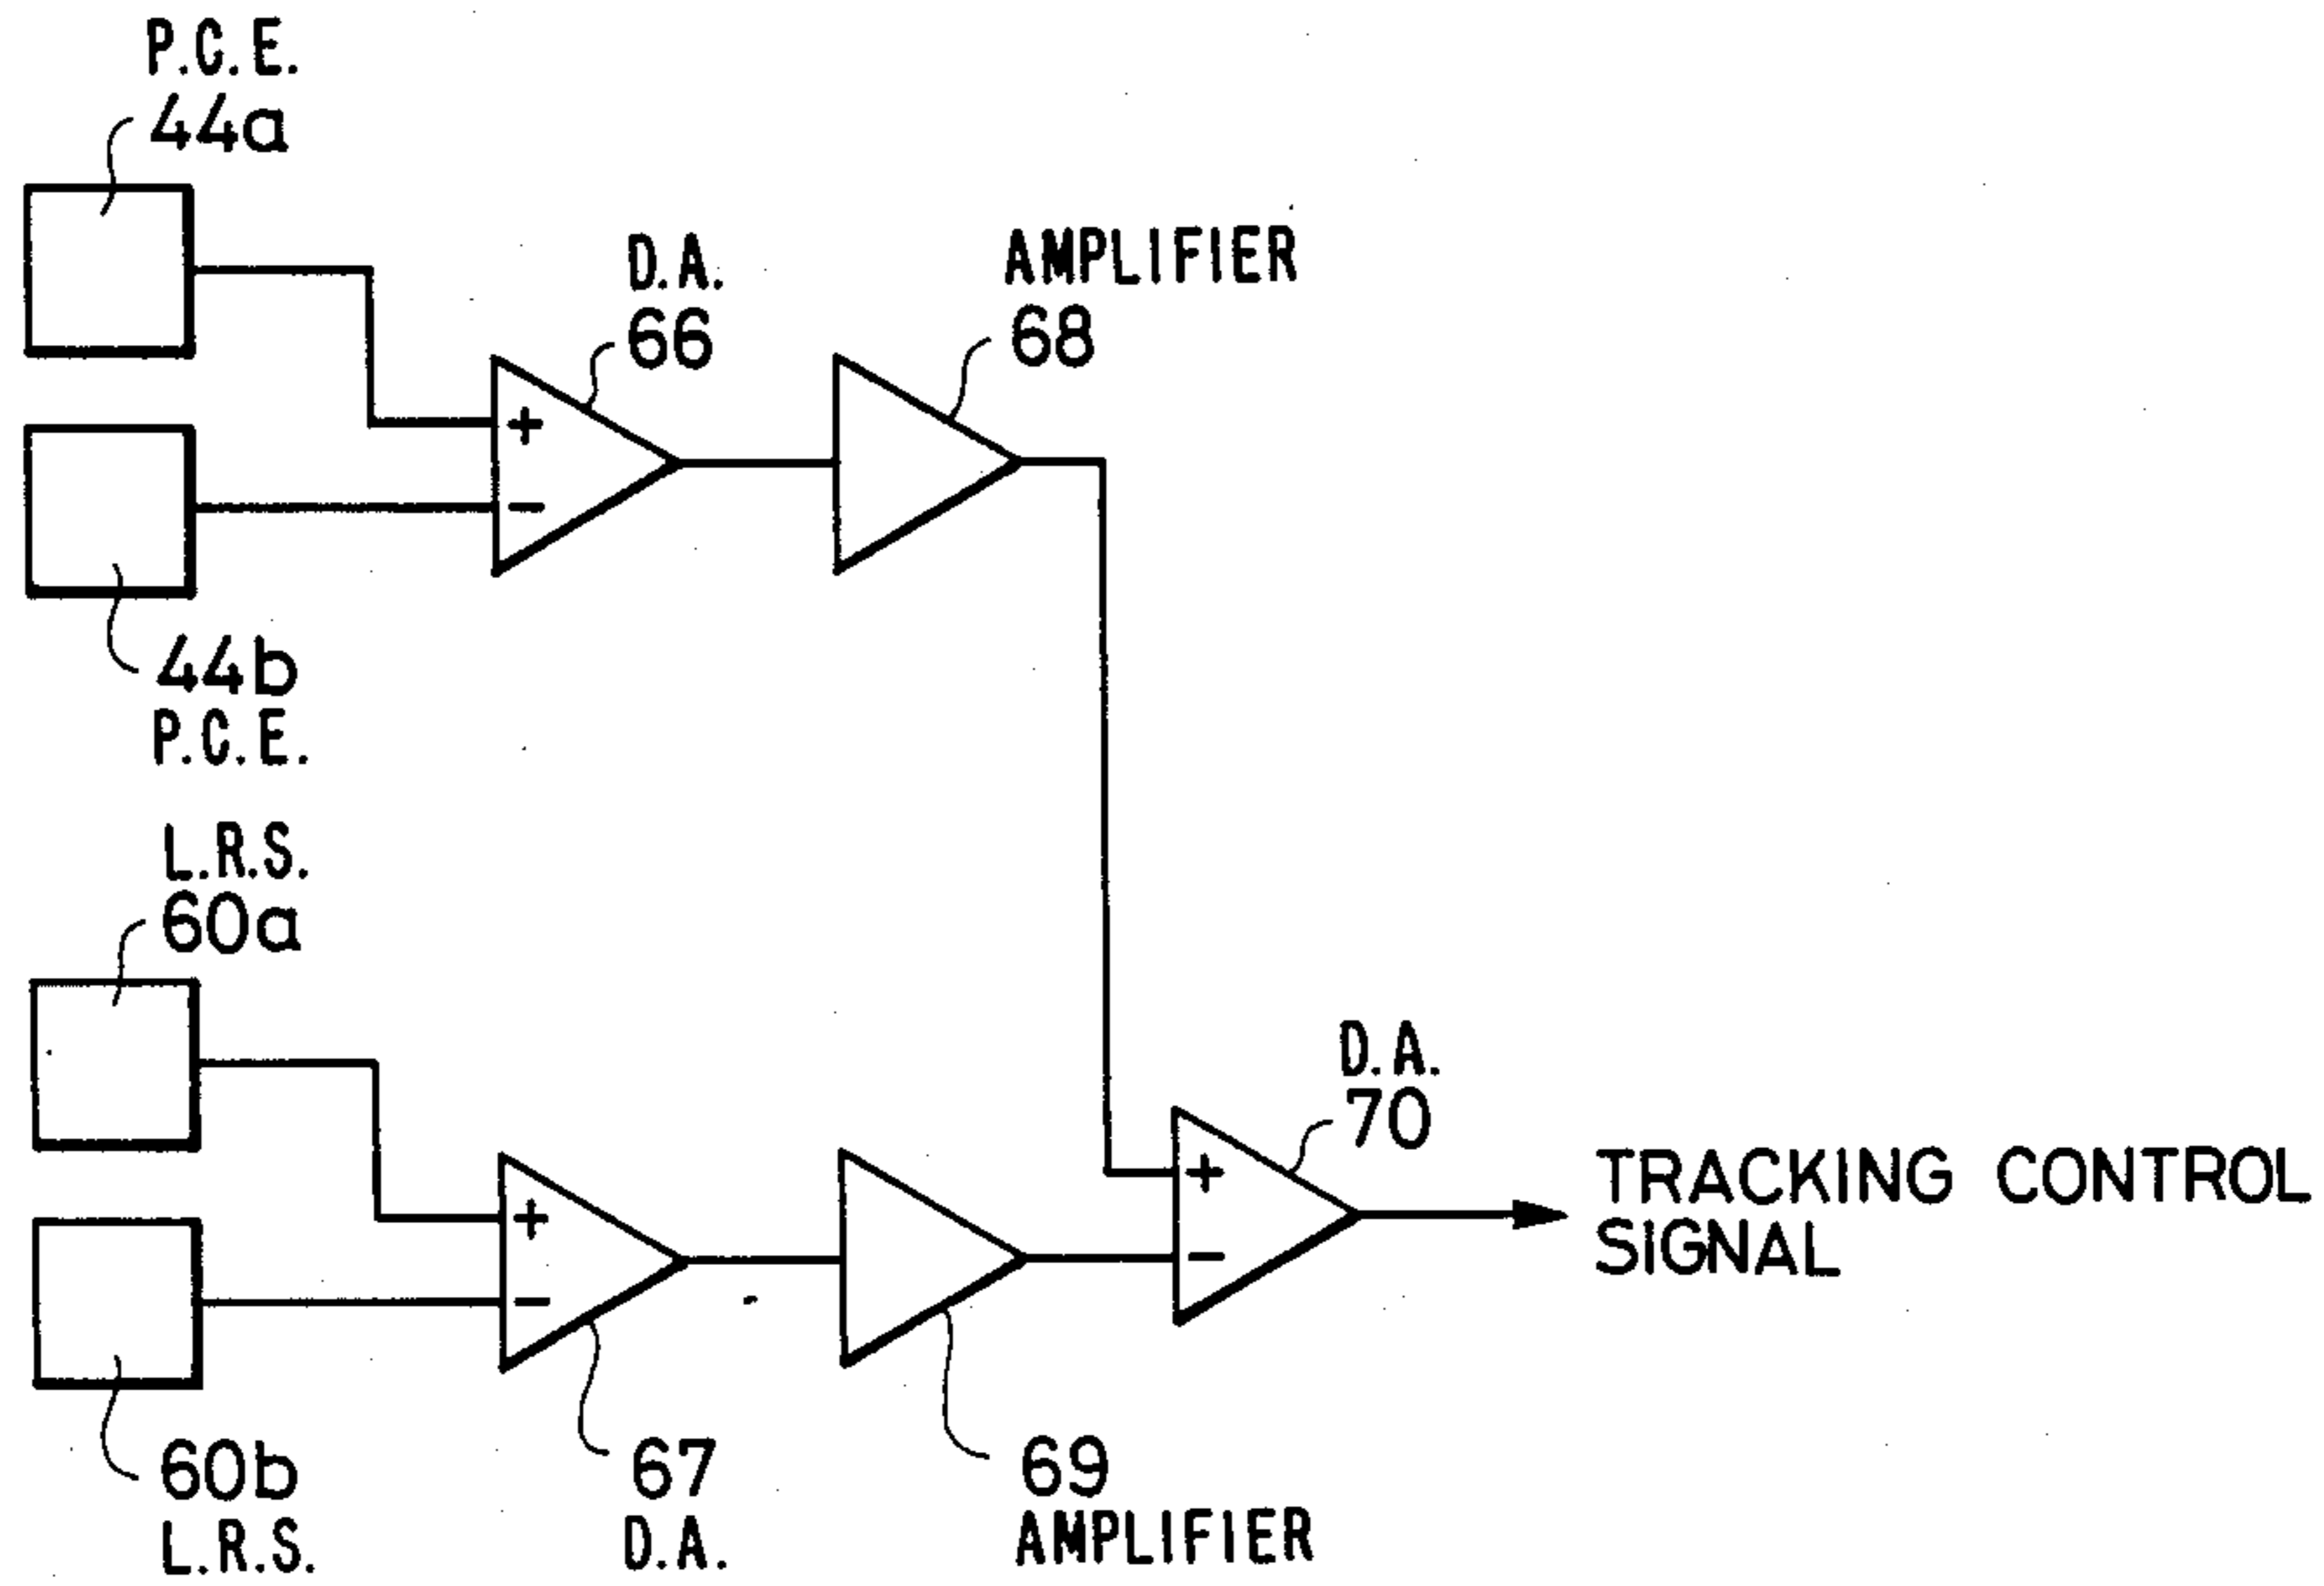 P.C.E.
44a
D.A.
66
+
−
AMPLIFIER
68
44b
P.C.E.
L.R.S.
60a
D.A.
70
+
−
TRACKING CONTROL
SIGNAL
+
−
60b
L.R.S.
67
D.A.
69
AMPLIFIER